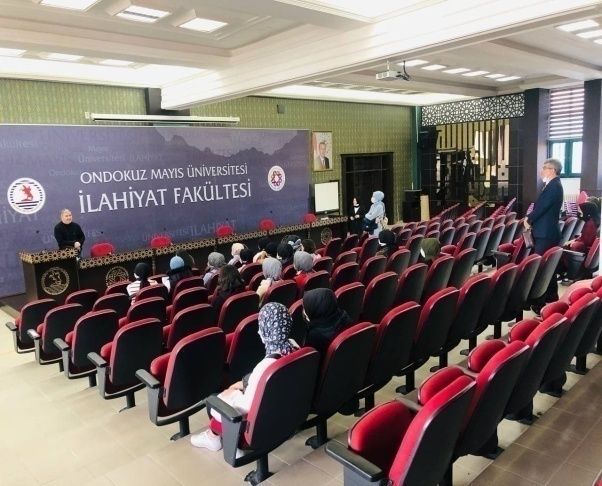 ONDOKUZ MAYIS ÜNİVERSİTESİ
İLAHİYAT FAKÜLTESİ